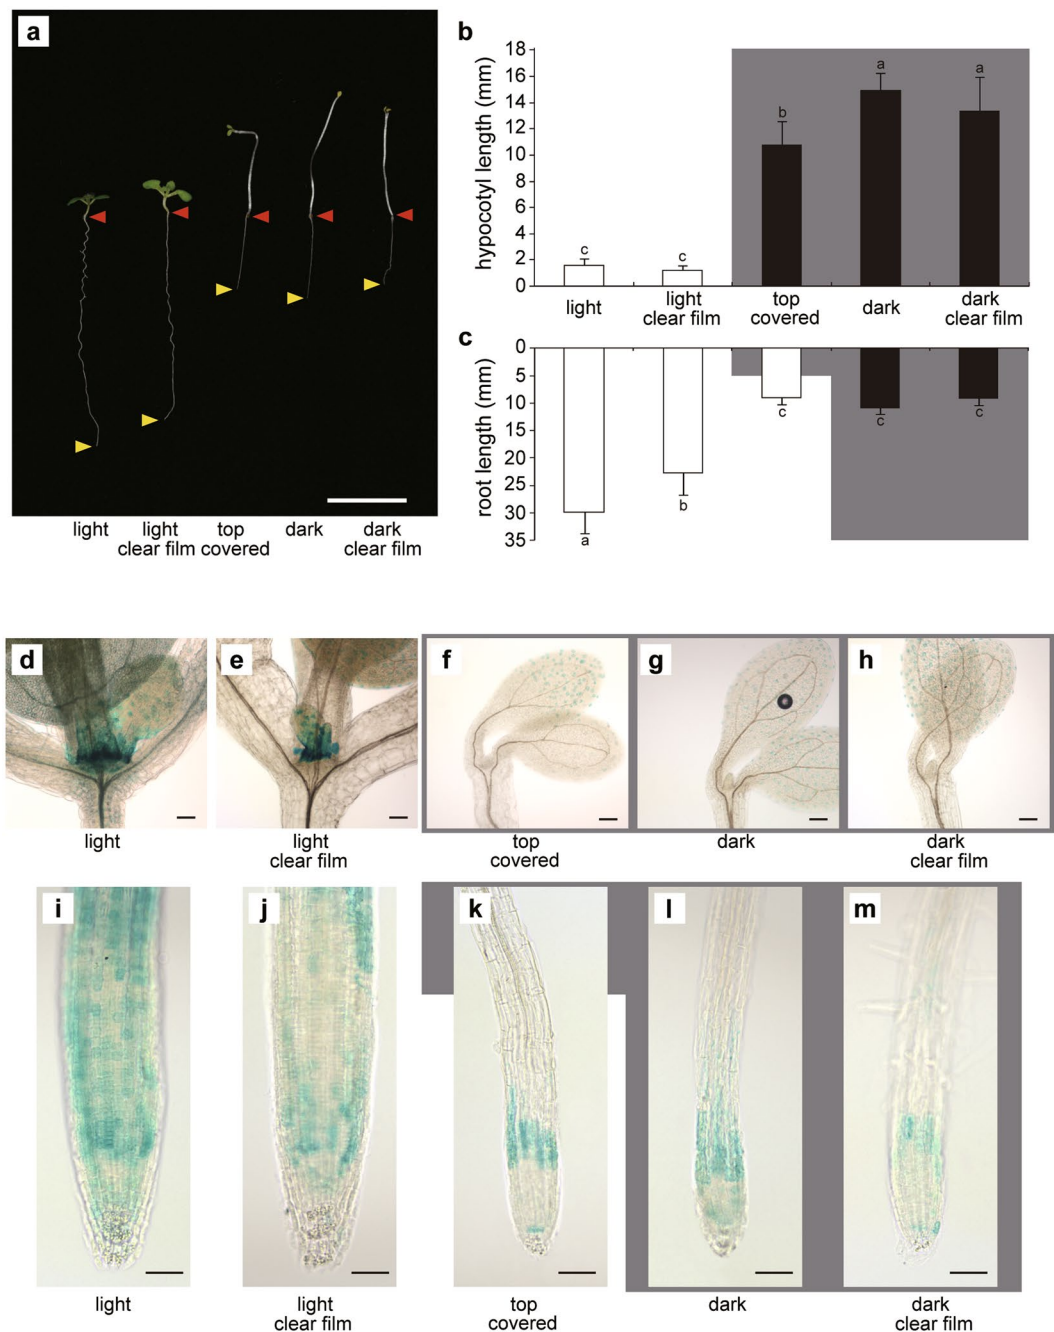 a
light
light
clear film
top
covered
dark
dark
clear film
b
hypocotyl length (mm)
18
16
14
12
10
8
6
4
2
0
c
c
b
a
a
light
light
clear film
top
covered
dark
dark
clear film
c
root length (mm)
0
5
10
15
20
25
30
35
a
b
c
c
c
d
e
f
g
h
light
light
clear film
top
covered
dark
dark
clear film
i
j
k
l
m
light
light
clear film
top
covered
dark
dark
clear film